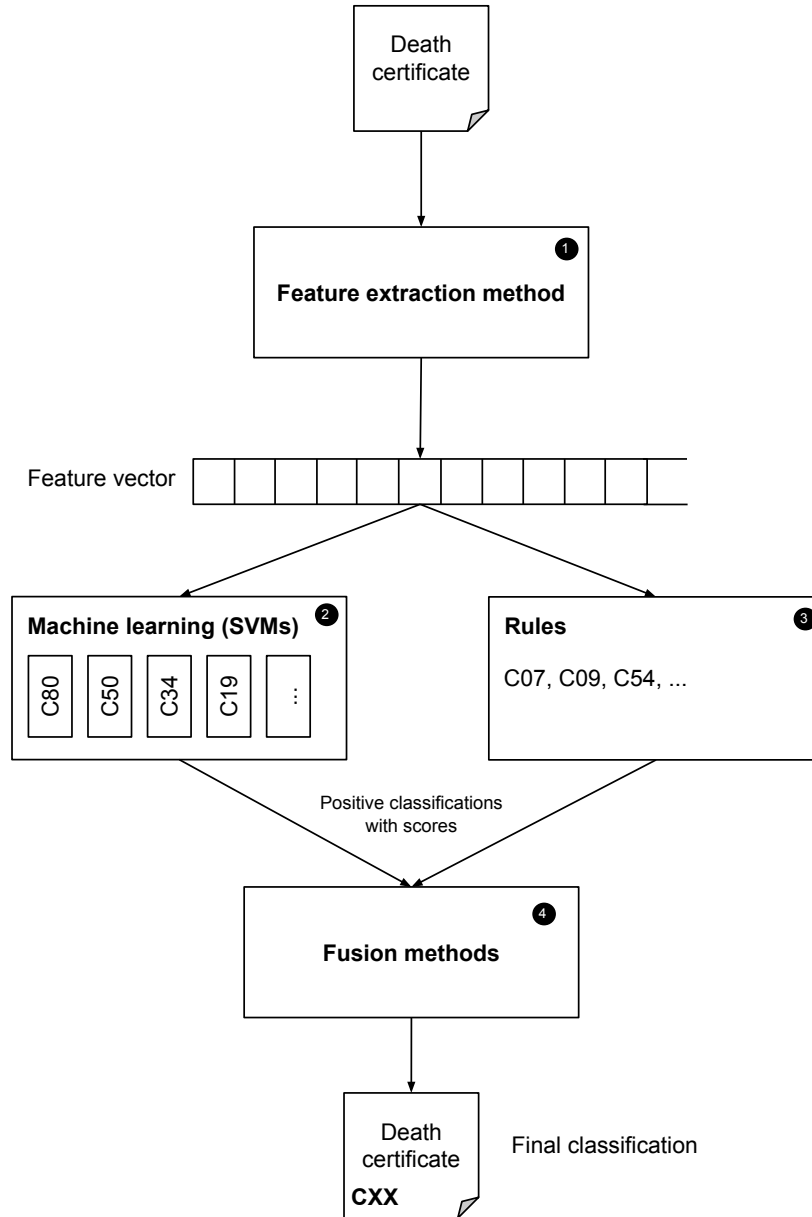 Death
certificate
1
Feature extraction method
Feature vector
2
Machine learning (SVMs)
C80
C50
C34
C19
...
3
Rules
C07, C09, C54, ...
Positive classifications
with scores
4
Fusion methods
Death
certificate
CXX
Final classification